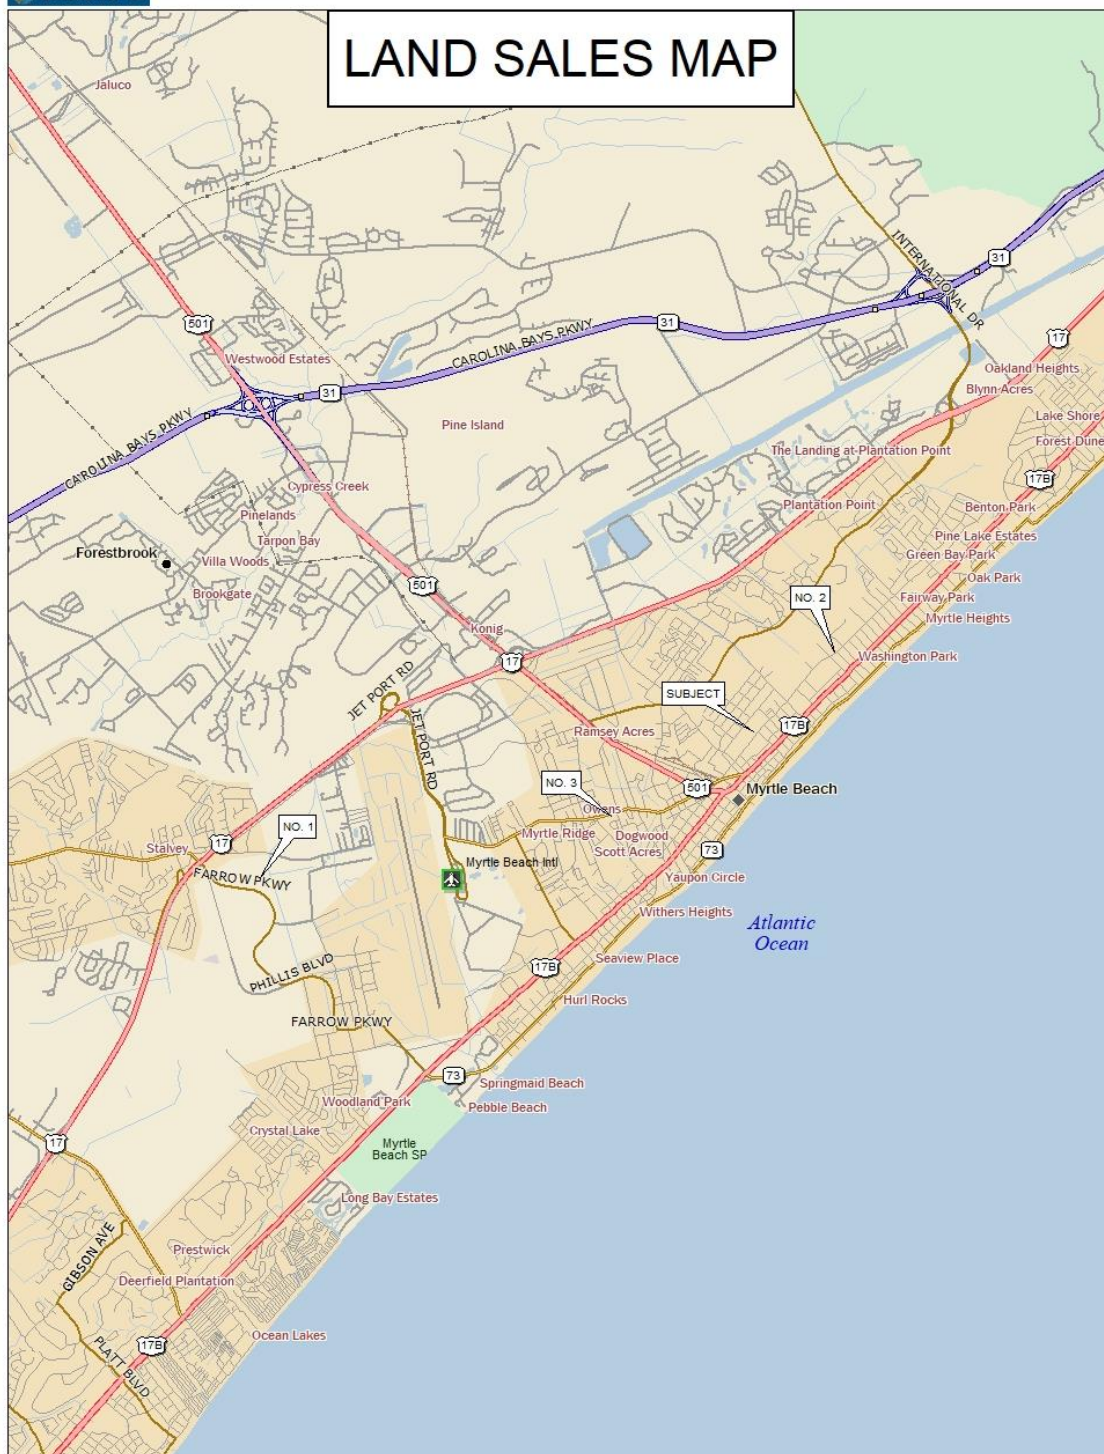 LAND SALES MAP
Jaluco
INTERNATIONAL DR
31
501
31
CAROLINA BAYS PKWY
17
Westwood Estates
Oakland Heights
31
Blynn Acres
CAROLINA BAYS PKWY
Pine Island
Lake Shore
Forest Dune
The Landing at Plantation Point
17B
Cypress Creek
Plantation Point
Benton Park
Pinelands
Pine Lake Estates
Tarpon Bay
Forestbrook
Villa Woods
Green Bay Park
Oak Park
501
Brookgate
NO. 2
Fairway Park
Myrtle Heights
Konig
17
Washington Park
JET PORT RD
SUBJECT
JET PORT RD
17B
Ramsey Acres
NO. 3
501
Myrtle Beach
Owens
NO. 1
Myrtle Ridge
Dogwood
17
Stalvey
Scott Acres
73
Myrtle Beach Intl
FARROW PKWY
Yaupon Circle
Withers Heights
Atlantic
Ocean
PHILLIS BLVD
Seaview Place
17B
Hurl Rocks
FARROW PKWY
73
Springmaid Beach
Woodland Park
Pebble Beach
Crystal Lake
17
Myrtle
Beach SP
Long Bay Estates
GIBSON AVE
Prestwick
Deerfield Plantation
Ocean Lakes
17B
PLATT BLVD